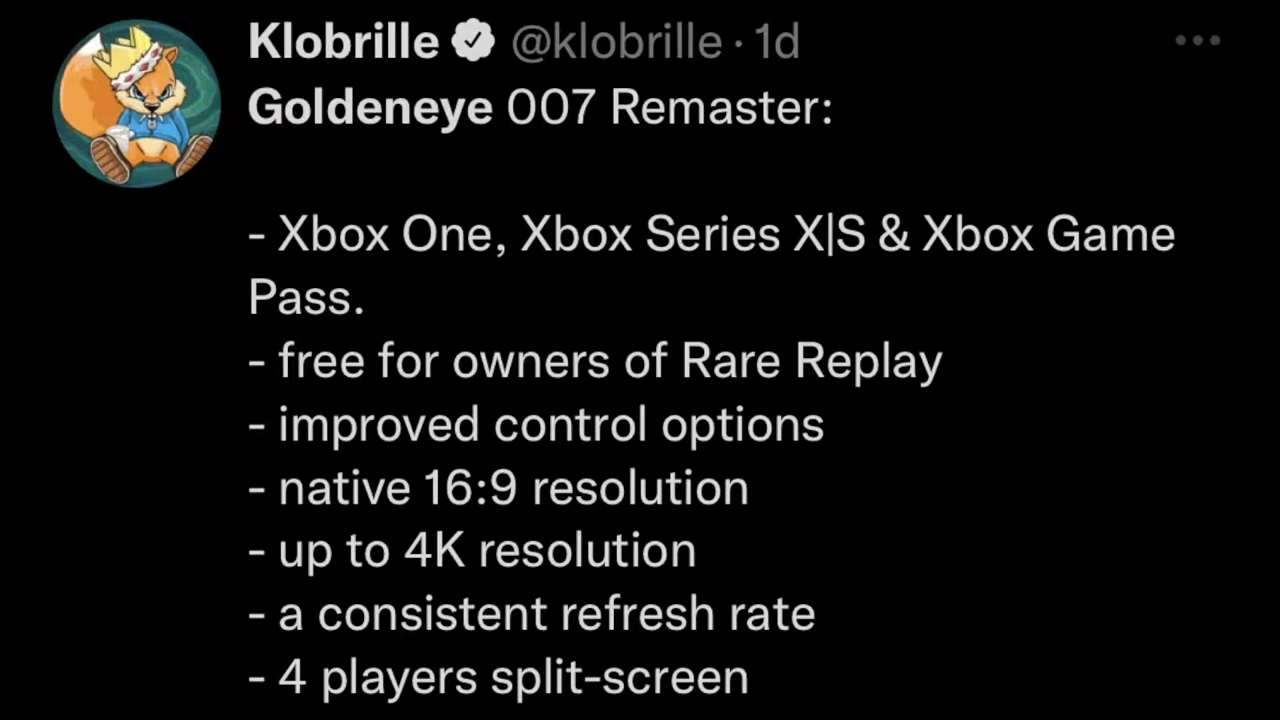 Klobrille @klobrille · 1d
Goldeneye 007 Remaster:
- Xbox One, Xbox Series X|S & Xbox Game
Pass.
- free for owners of Rare Replay
- improved control options
- native 16:9 resolution
- up to 4K resolution
- a consistent refresh rate
- 4 players split-screen